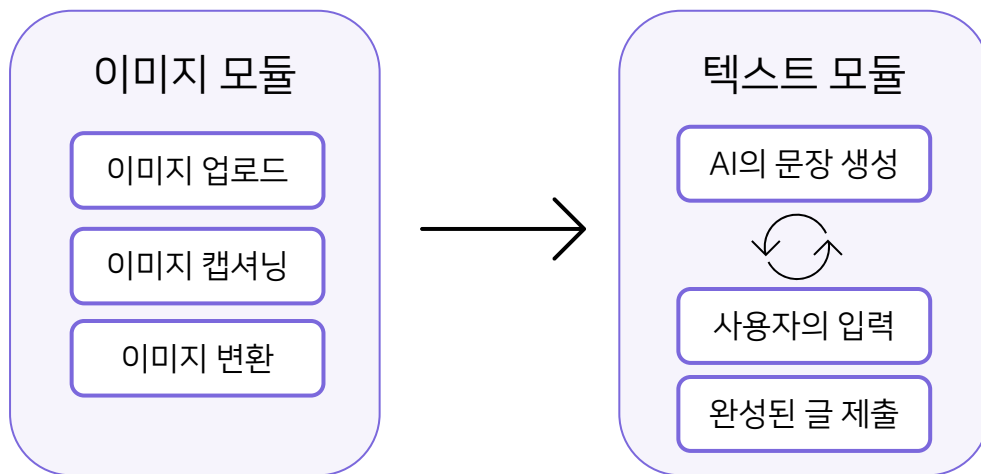 이미지 모듈
이미지 업로드
이미지 캡셔닝
이미지 변환
텍스트 모듈
AI의 문장 생성
사용자의 입력
완성된 글 제출